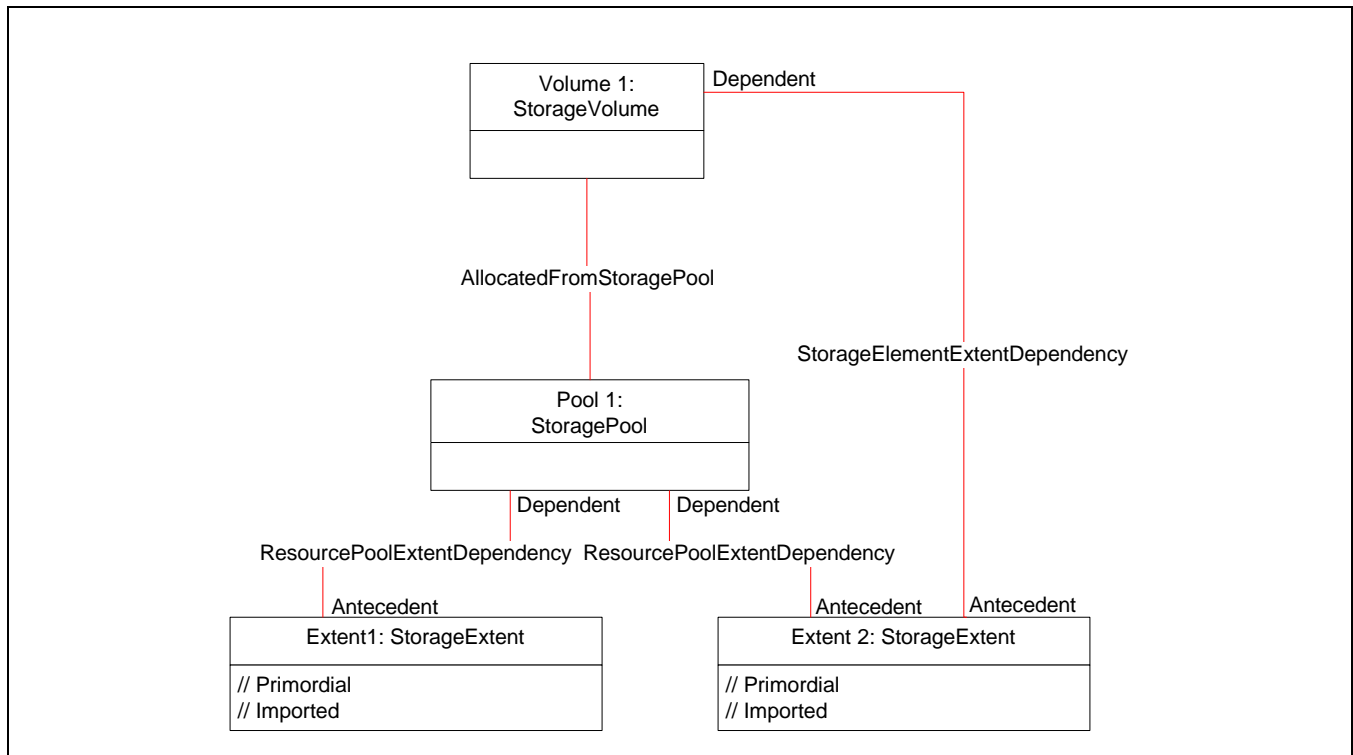 Volume 1:
StorageVolume
Dependent
AllocatedFromStoragePool
StorageElementExtentDependency
Pool 1:
StoragePool
Dependent
Dependent
ResourcePoolExtentDependency
ResourcePoolExtentDependency
Antecedent
Antecedent
Antecedent
Extent1: StorageExtent
// Primordial
// Imported
Extent 2: StorageExtent
// Primordial
// Imported